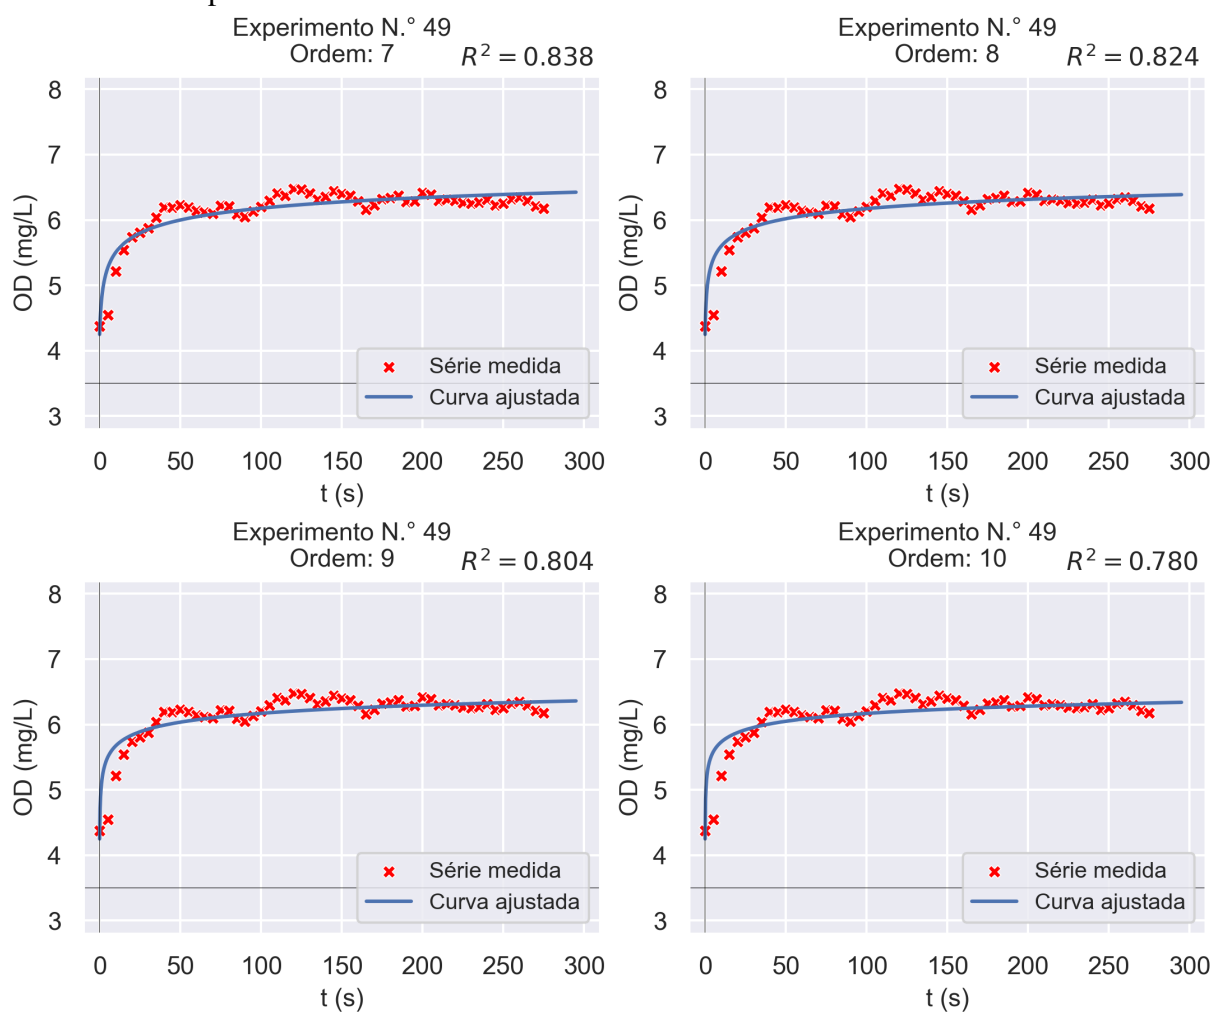 Experimento N.° 49
Ordem: 7
R² = 0.838
8
7
6
5
4
3
OD (mg/L)
Série medida
Curva ajustada
0 50 100 150 200 250 300
t (s)
Experimento N.° 49
Ordem: 8
R² = 0.824
8
7
6
5
4
3
OD (mg/L)
Série medida
Curva ajustada
0 50 100 150 200 250 300
t (s)
Experimento N.° 49
Ordem: 9
R² = 0.804
8
7
6
5
4
3
OD (mg/L)
Série medida
Curva ajustada
0 50 100 150 200 250 300
t (s)
Experimento N.° 49
Ordem: 10
R² = 0.780
8
7
6
5
4
3
OD (mg/L)
Série medida
Curva ajustada
0 50 100 150 200 250 300
t (s)